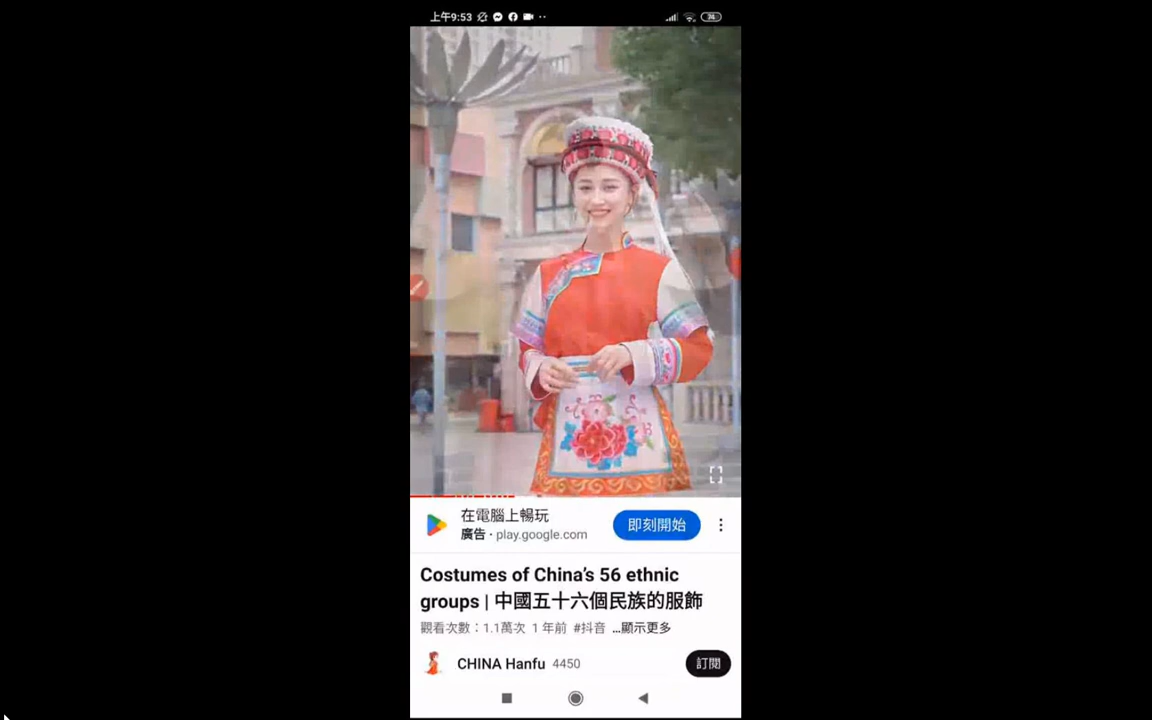 上午9:53
74
在電腦上暢玩
廣告 · play.google.com
即刻開始
Costumes of China's 56 ethnic
groups | 中國五十六個民族的服飾
觀看次數：1.1萬次 1 年前 #抖音 ...顯示更多
CHINA Hanfu 4450
訂閱